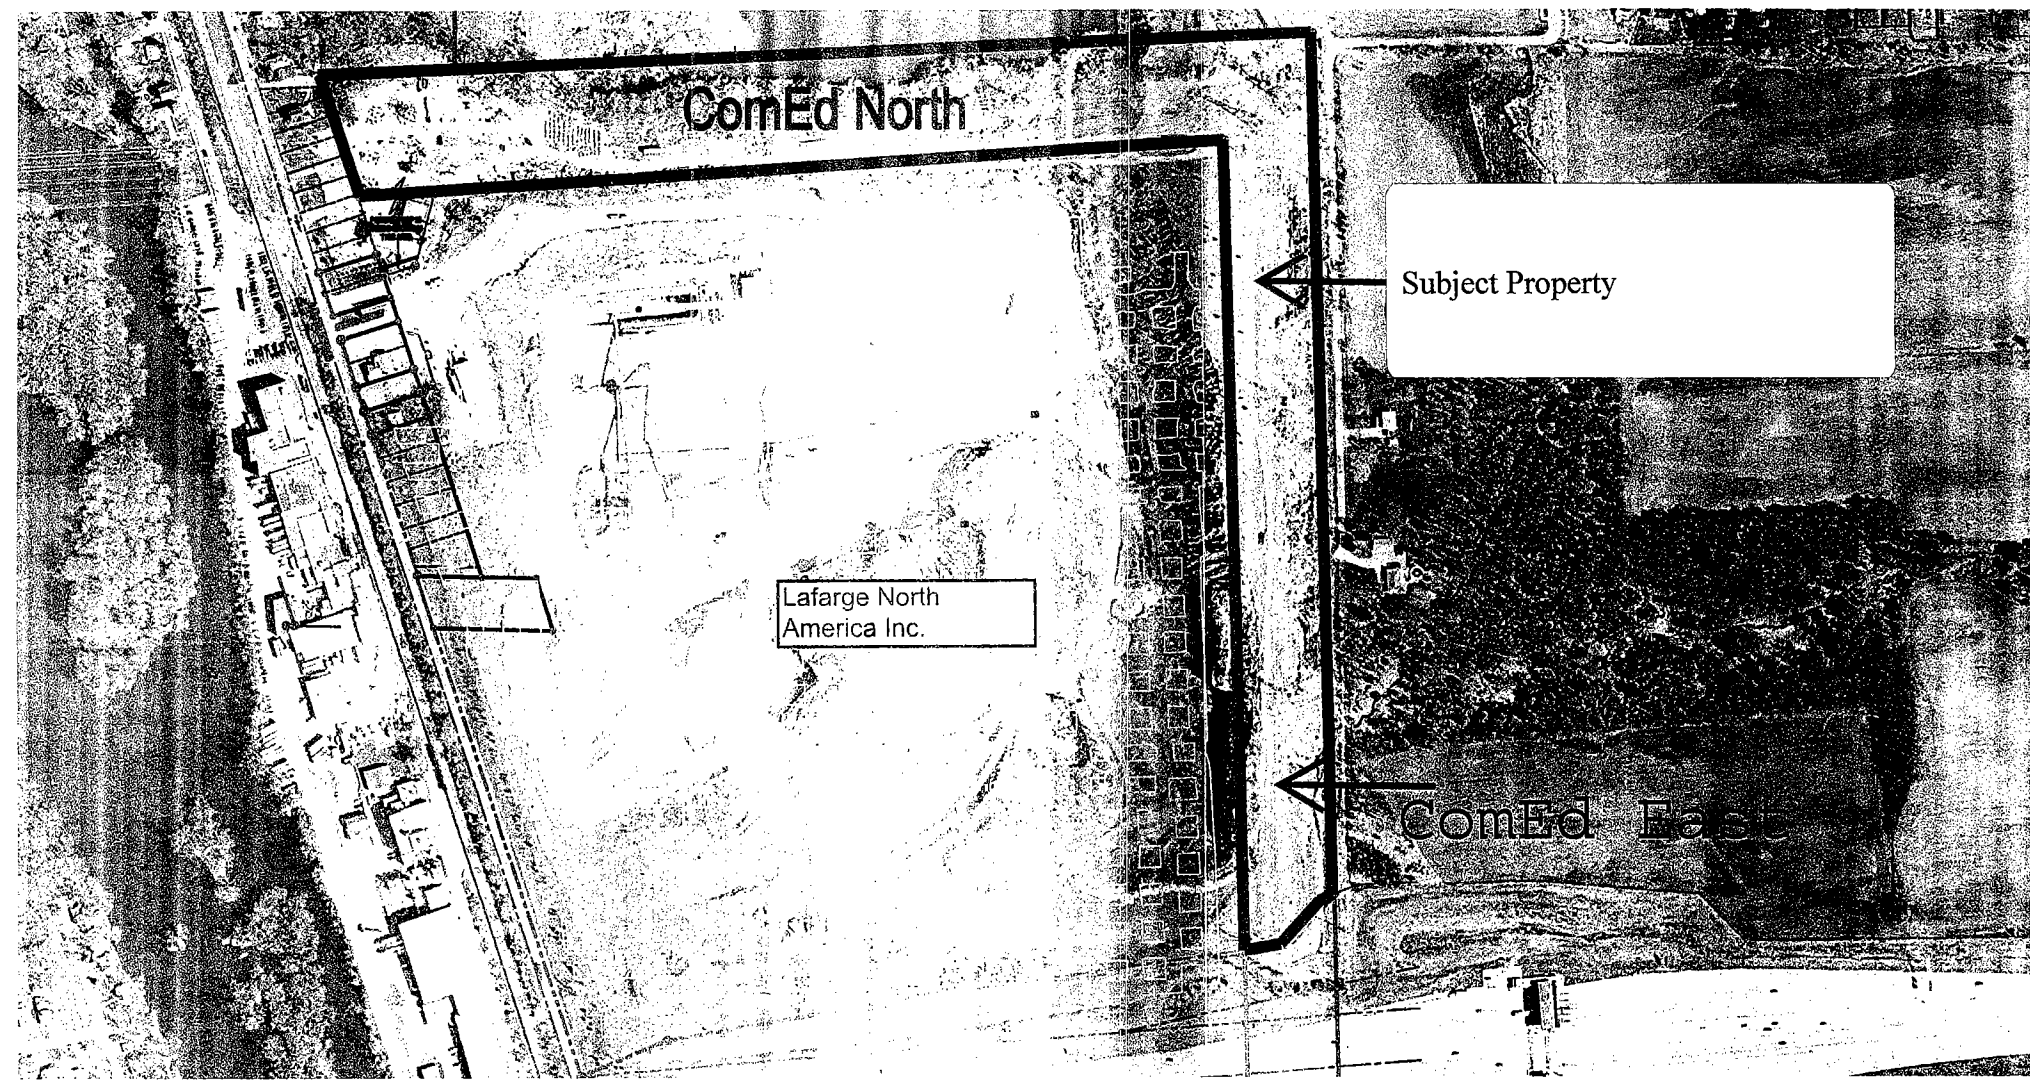 ComEd North
Subject Property
Lafarge North
America Inc.
ComEd East